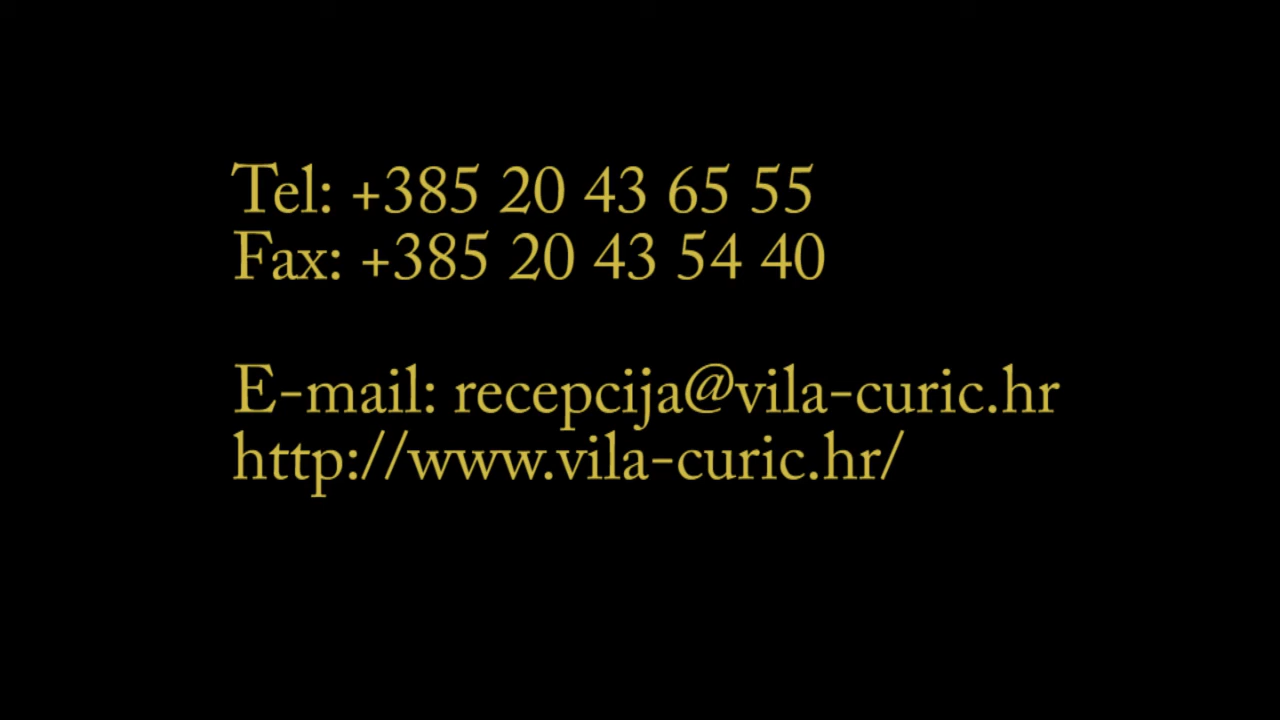 Tel: +385 20 43 65 55
Fax: +385 20 43 54 40
E-mail: recepcija@vila-curic.hr
http://www.vila-curic.hr/